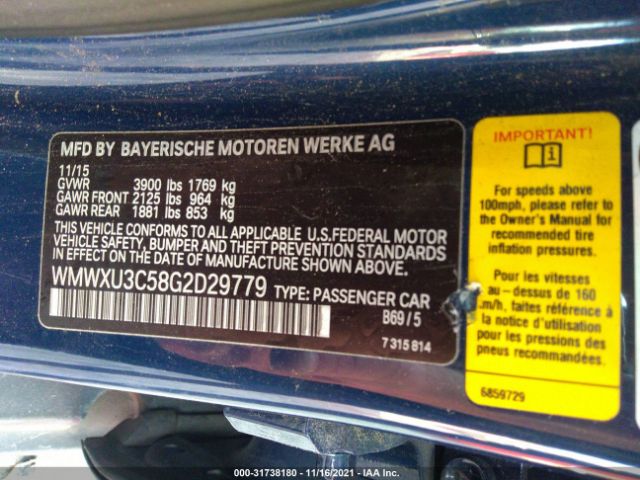 MFD BY BAYERISCHE MOTOREN WERKE AG
11/15
GVWR 3900 lbs 1769 kg
GAWR FRONT 2125 lbs 964 kg
GAWR REAR 1881 lbs 853 kg
THIS VEHICLE CONFORMS TO ALL APPLICABLE U.S.FEDERAL MOTOR
VEHICLE SAFETY, BUMPER AND THEFT PREVENTION STANDARDS
IN EFFECT ON THE DATE OF MANUFACTURE SHOWN ABOVE.
WMWXU3C58G2D29779 TYPE: PASSENGER CAR
B69/5
7 315 814
IMPORTANT!
For speeds above
100mph, please refer to
the Owner's Manual for
recommended tire
inflation pressures.
Pour les vitesses
au - dessus de 160
km/h, faites référence à
la notice d'utilisation
pour les pressions des
pneus recommandées.
6859729
000-31738180 - 11/16/2021 - IAA Inc.